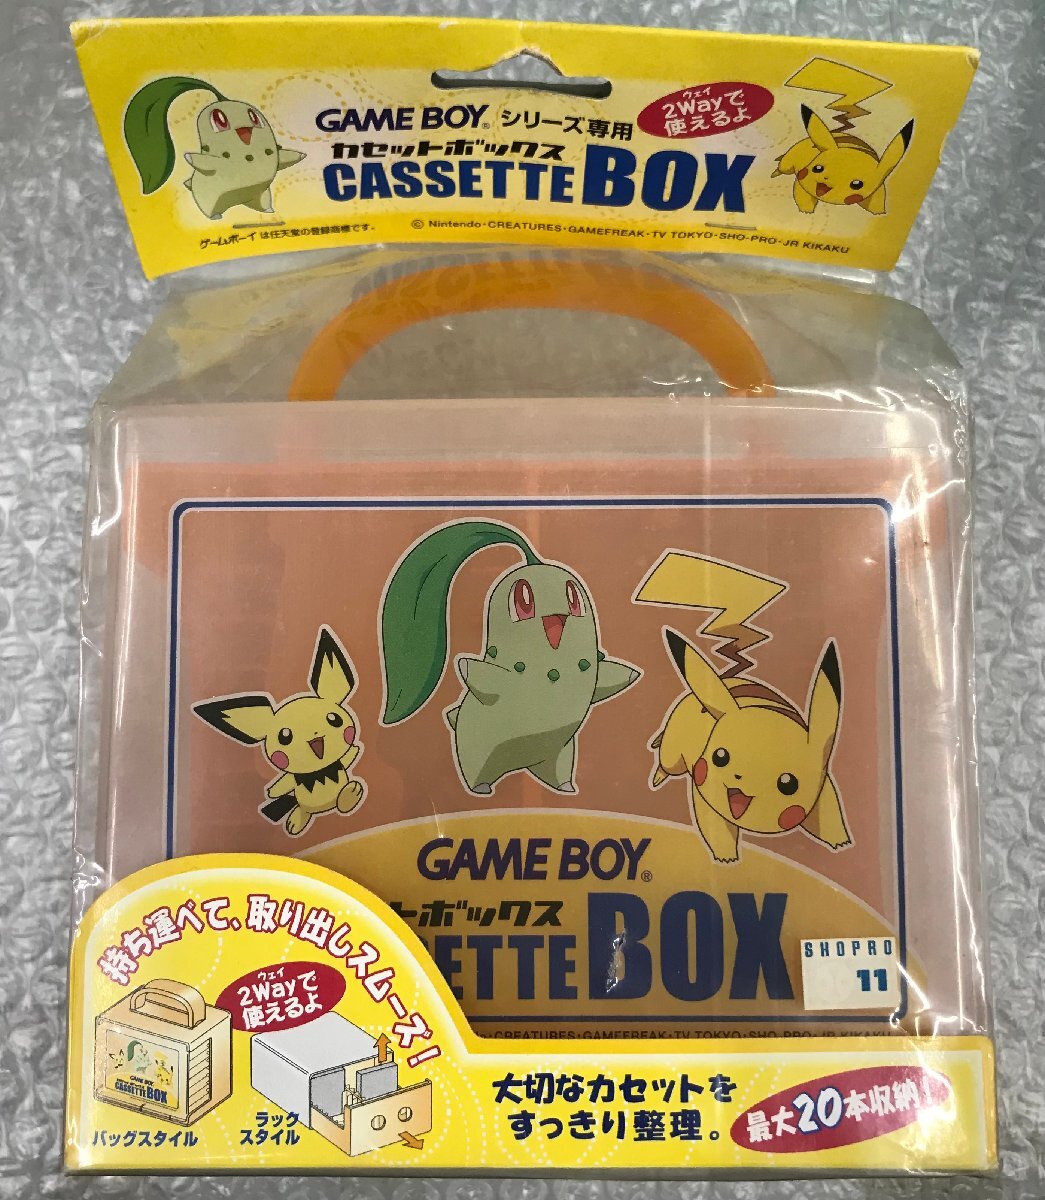 GAME BOY® シリーズ専用
カセットボックス
CASSETTE BOX
ウェイ
2Wayで
使えるよ
ゲームボーイは任天堂の登録商標です。
© Nintendo・CREATURES・GAMEFREAK・TV TOKYO・SHO-PRO・JR KIKAKU
GAME BOY®
トボックス
SETTE BOX
SHOPRO
11
CREATURES・GAMEFREAK・TV TOKYO・SHO-PRO・JR KIKAKU
持ち運べて、取り出しスムーズ!
ウェイ
2Wayで
使えるよ
GAME BOY
CASSETTE BOX
バッグスタイル
ラック
スタイル
大切なカセットを
すっきり整理。
最大20本収納!